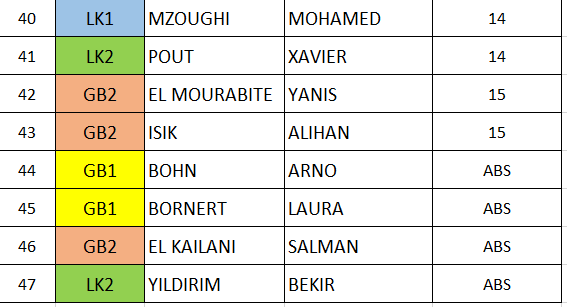 40 LK1 MZOUGHI MOHAMED 14
41 LK2 POUT XAVIER 14
42 GB2 EL MOURABITE YANIS 15
43 GB2 ISIK ALIHAN 15
44 GB1 BOHN ARNO ABS
45 GB1 BORNERT LAURA ABS
46 GB2 EL KAILANI SALMAN ABS
47 LK2 YILDIRIM BEKIR ABS